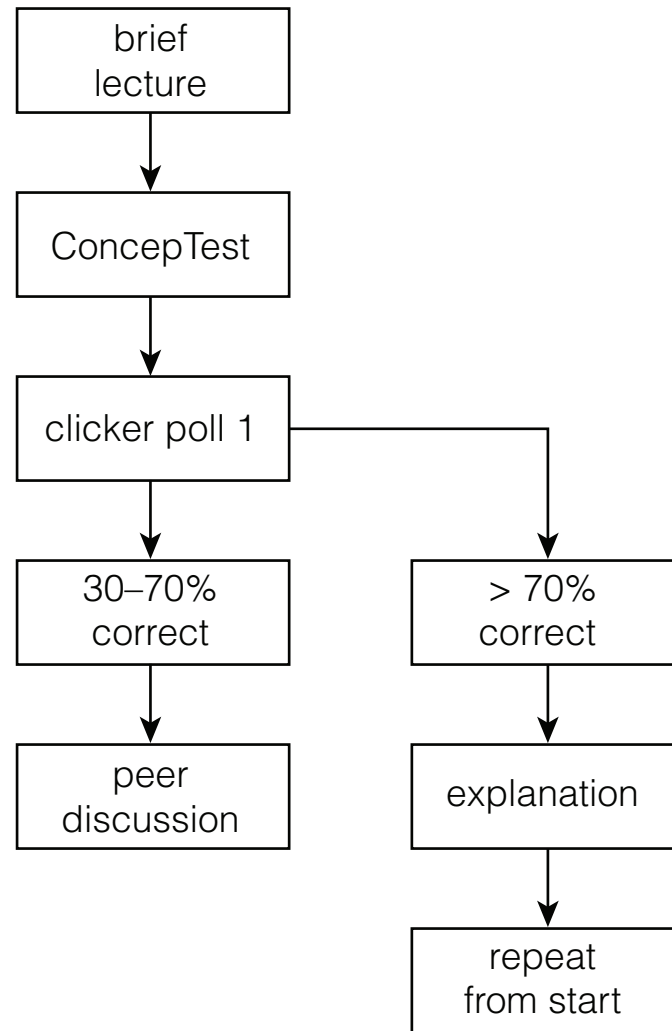 brief
lecture
ConcepTest
clicker poll 1
30–70%
correct
> 70%
correct
peer
discussion
explanation
repeat
from start